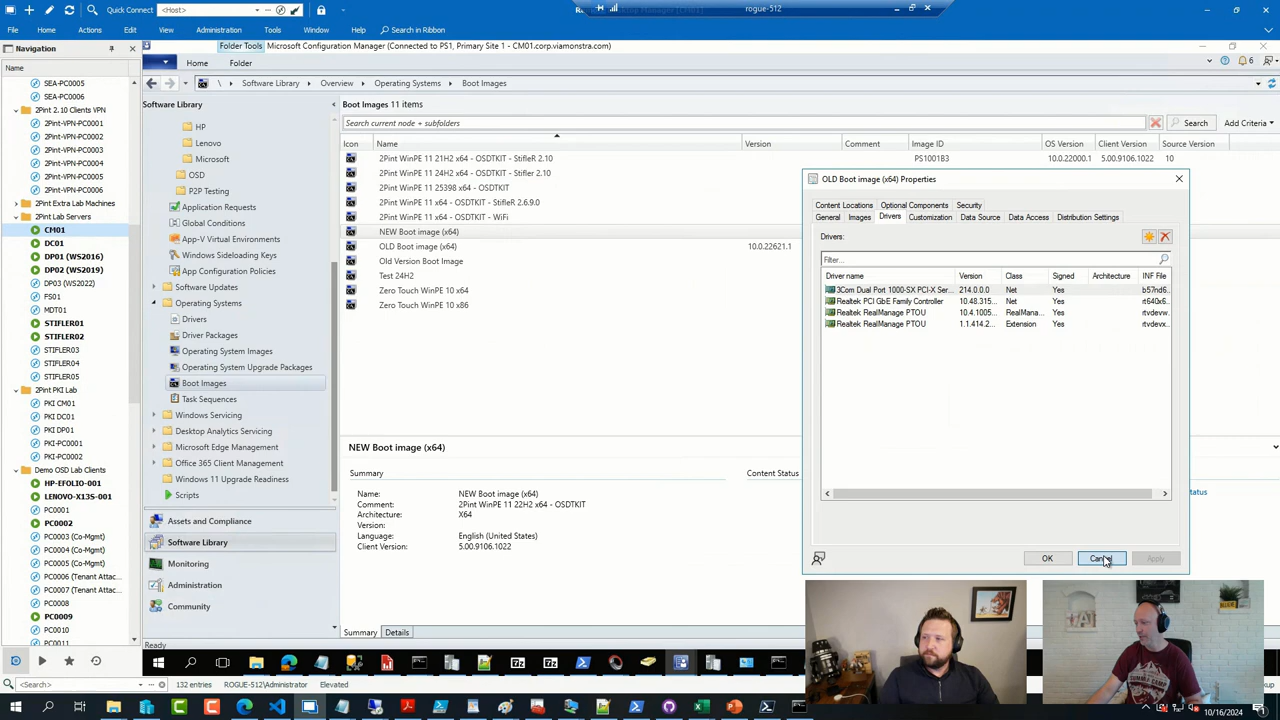 Quick Connect <Host>
rogue-512
File Home Edit View Administration Tools Window Help Search in Ribbon
Navigation
Name
SEA-PC0005
SEA-PC0006
2Pint 2. 10 Clients VPN
2Pint-VPN-PC0001
2Pint-VPN-PC0002
2Pint-VPN-PC0003
2Pint-VPN-PC0004
2Pint-VPN-PC0005
2Pint-VPN-PC0006
2Pint Extra Lab Machines
2Pint Lab Servers
CM01
DC01
DP01 (WS2016)
DP02 (WS2019)
DP03 (WS2022)
FS01
MDT01
STIFLER01
STIFLER02
STIFLER03
STIFLER04
STIFLER05
2Pint PKI Lab
PKI CM01
PKI DC01
PKI DP01
PKI-PC0001
PKI-PC0002
Demo OSD Lab Clients
HP-EFOLIO-001
LENOVO-X13S-001
PC0001
PC0002
PC0003 (Co-Mgmt)
PC0004 (Co-Mgmt)
PC0005 (Co-Mgmt)
PC0006 (Tenant Attac...
PC0007 (Tenant Attac...
PC0008
PC0009
PC0010
PC0011
Folder Tools Microsoft Configuration Manager (Connected to PS1, Primary Site 1 - CM01.corp.viamonstra.com)
Home Folder
6
\ Software Library Overview Operating Systems Boot Images
Software Library
HP
Lenovo
Microsoft
OSD
P2P Testing
Application Requests
Global Conditions
App-V Virtual Environments
Windows Sideloading Keys
App Configuration Policies
Software Updates
Operating Systems
Drivers
Driver Packages
Operating System Images
Operating System Upgrade Packages
Boot Images
Task Sequences
Windows Servicing
Desktop Analytics Servicing
Microsoft Edge Management
Office 365 Client Management
Windows 11 Upgrade Readiness
Scripts
Assets and Compliance
Software Library
Monitoring
Administration
Community
Boot Images 11 items
Search current node + subfolders
Search Add Criteria
Icon Name Version Comment Image ID OS Version Client Version Source Version
2Pint WinPE 11 21H2 x64 - OSDTKIT - StifleR 2.10 PS1001B3 10.0.22000.1 5.00.9106.1022 10
2Pint WinPE 11 24H2 x64 - OSDTKIT - StifleR 2.10
2Pint WinPE 11 25398 x64 - OSDTKIT
2Pint WinPE 11 x64 - OSDTKIT - StifleR 2.6.9.0
2Pint WinPE 11 x64 - OSDTKIT - WiFi
NEW Boot image (x64)
OLD Boot image (x64) 10.0.22621.1
Old Version Boot Image
Test 24H2
Zero Touch WinPE 10 x64
Zero Touch WinPE 10 x86
NEW Boot image (x64)
Summary
Content Status
Name: NEW Boot image (x64)
Comment: 2Pint WinPE 11 22H2 x64 - OSDTKIT
Architecture: X64
Version:
Language: English (United States)
Client Version: 5.00.9106.1022
Summary Details
Ready
OLD Boot image (x64) Properties
Content Locations Optional Components Security
General Images Drivers Customization Data Source Data Access Distribution Settings
Drivers:
Filter...
Driver name Version Class Signed Architecture INF File
3Com Dual Port 1000-SX PCI-X Ser... 214.0.0.0 Net Yes b57nd6...
Realtek PCI GbE Family Controller 10.48.315... Net Yes rt640x6...
Realtek RealManage PTOU 10.4.1005... RealMana... Yes rtvdevw...
Realtek RealManage PTOU 1.1.414.2... Extension Yes rtvdevx...
OK Cancel Apply
BELIEVE
<Search> 132 entries ROGUE-512\Administrator Elevated
10/16/2024